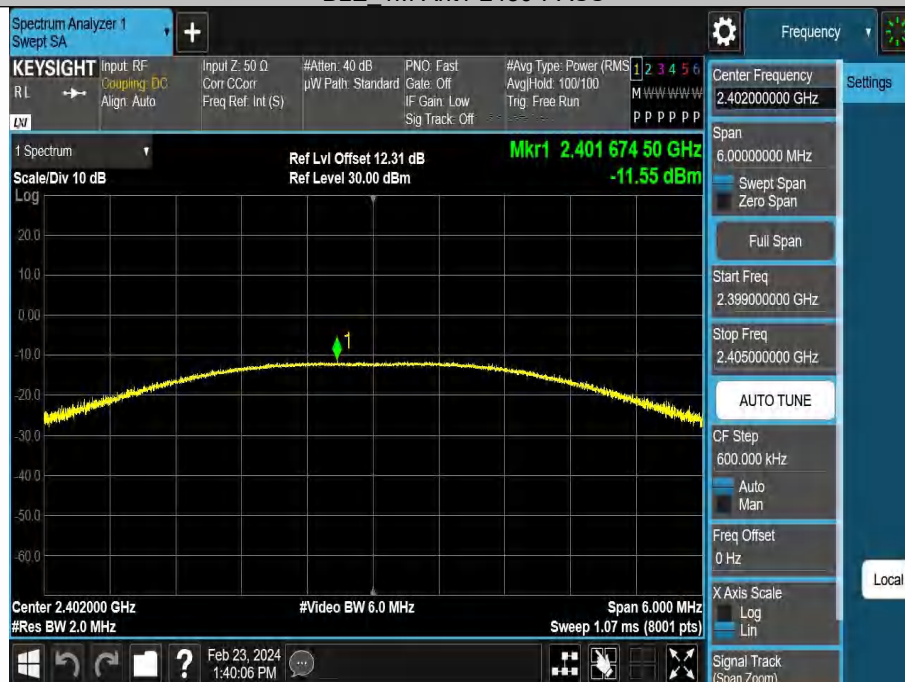 Spectrum Analyzer 1
Swept SA
+
Frequency
KEYSIGHT
RL
LXI
Input: RF
Coupling: DC
Align: Auto
Input Z: 50 Ω
Corr CCorr
Freq Ref: Int (S)
#Atten: 40 dB
µW Path: Standard
PNO: Fast
Gate: Off
IF Gain: Low
Sig Track: Off
#Avg Type: Power (RMS
Avg|Hold: 100/100
Trig: Free Run
1 2 3 4 5 6
M W W W W W
P P P P P P
Center Frequency
2.402000000 GHz
Settings
Span
6.00000000 MHz
Swept Span
Zero Span
Full Span
Start Freq
2.399000000 GHz
Stop Freq
2.405000000 GHz
AUTO TUNE
CF Step
600.000 kHz
Auto
Man
Freq Offset
0 Hz
X Axis Scale
Log
Lin
Local
Signal Track
(Span Zoom)
1 Spectrum
Scale/Div 10 dB
Log
Ref Lvl Offset 12.31 dB
Ref Level 30.00 dBm
Mkr1 2.401 674 50 GHz
-11.55 dBm
20.0
10.0
0.00
-10.0
-20.0
-30.0
-40.0
-50.0
-60.0
1
Center 2.402000 GHz
#Res BW 2.0 MHz
#Video BW 6.0 MHz
Span 6.000 MHz
Sweep 1.07 ms (8001 pts)
?
Feb 23, 2024
1:40:06 PM